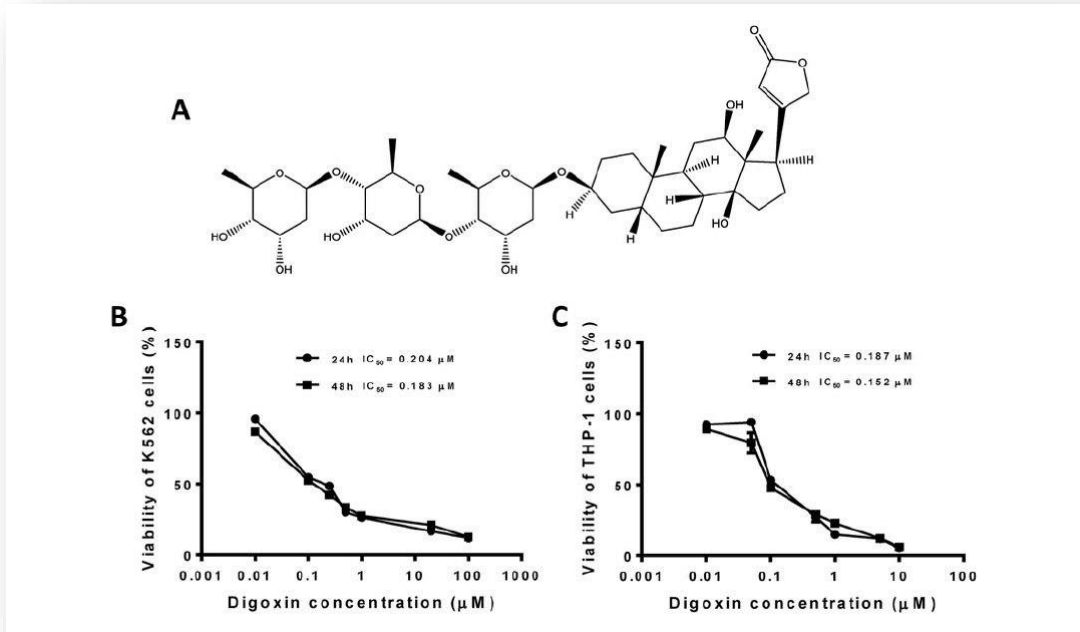 A
O
O
OH
O
O
O
H
O
O
H
H
H
HO
HO
O
O
HO
H
OH
OH
B
Viability of K562 cells (%)
150
100
50
0
24h IC50 = 0.204 μM
48h IC50 = 0.183 μM
0.001 0.01 0.1 1 10 100 1000
Digoxin concentration (μM)
C
Viability of THP-1 cells (%)
150
100
50
0
24h IC50 = 0.187 μM
48h IC50 = 0.152 μM
0.001 0.01 0.1 1 10 100
Digoxin concentration (μM)